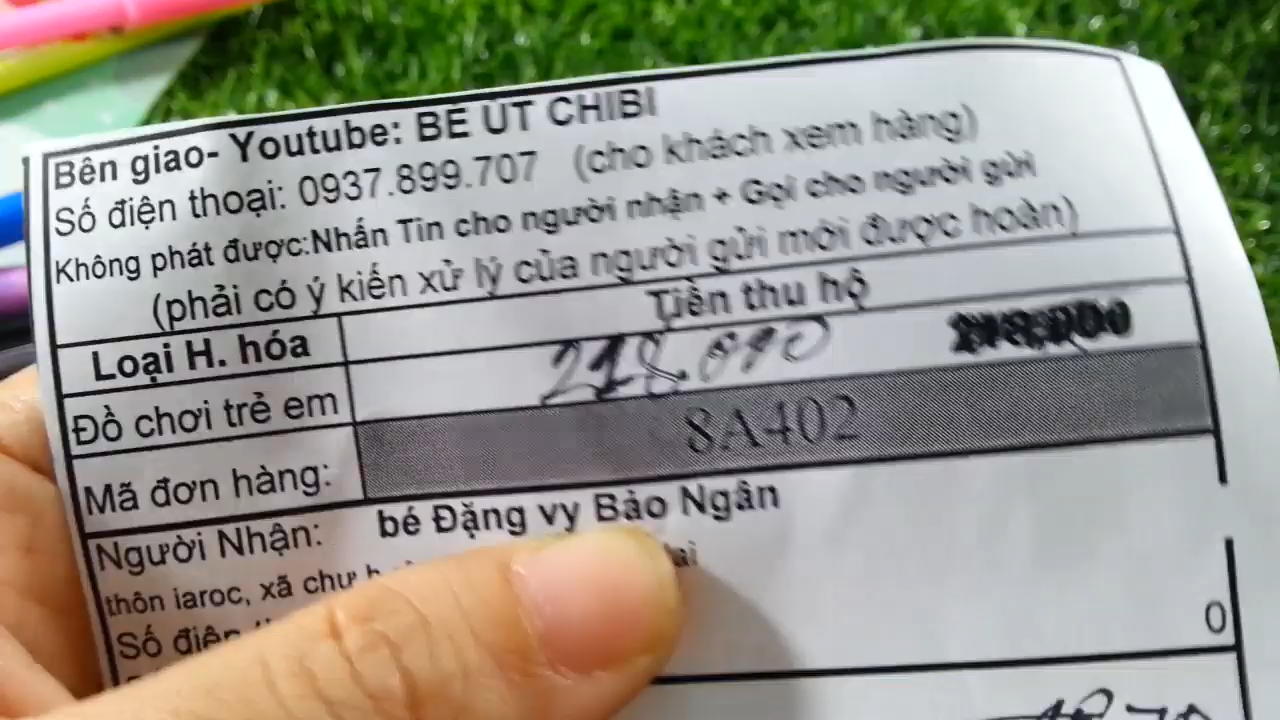 Bên giao- Youtube: BÉ ÚT CHIBI
Số điện thoại: 0937.899.707 (cho khách xem hàng)
Không phát được:Nhấn Tin cho người nhận + Gọi cho người gửi
(phải có ý kiến xử lý của người gửi mới được hoàn)
Loại H. hóa Tiền thu hộ
Đồ chơi trẻ em 218.000
Mã đơn hàng: 8A402
Người Nhận: bé Đặng vy Bảo Ngân
thôn iaroc, xã chư
Số điện
0